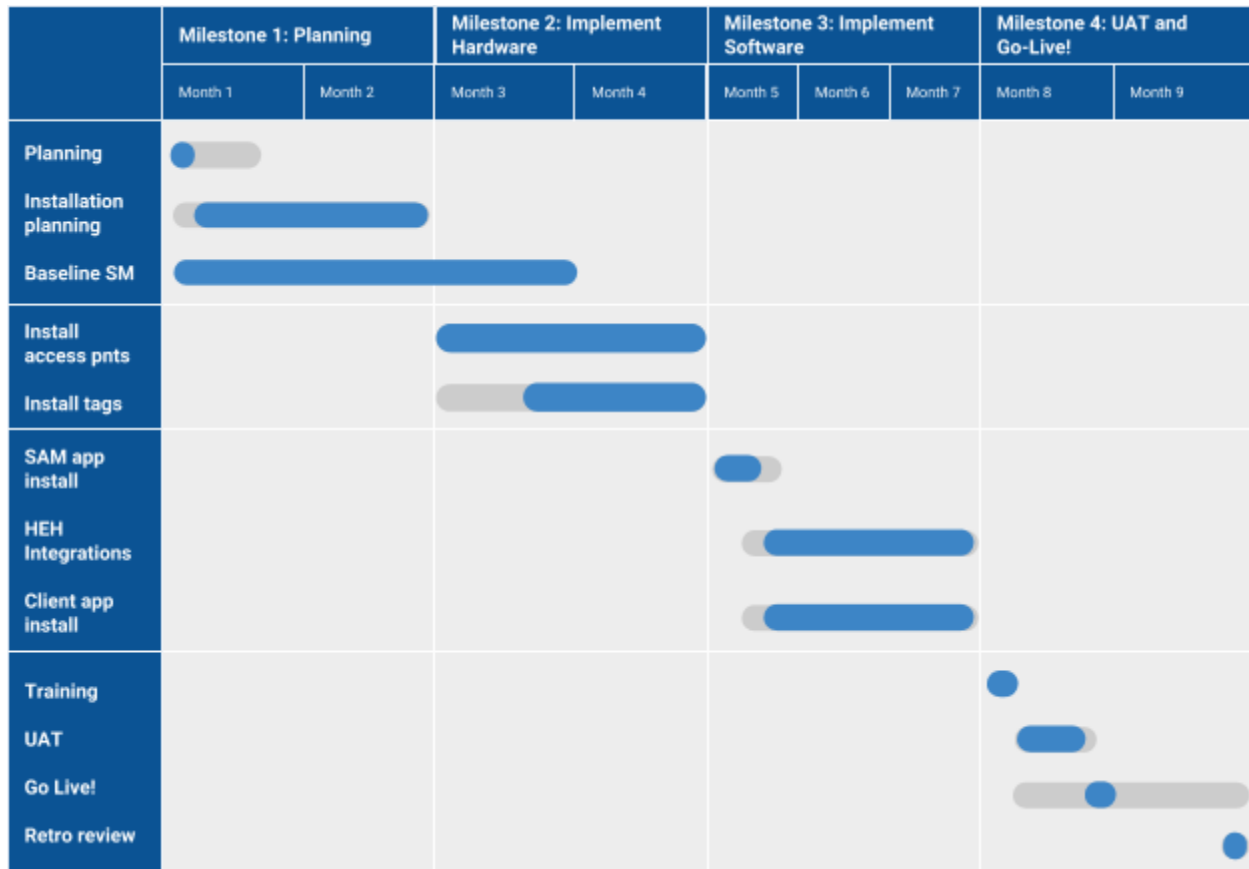 Milestone 1: Planning
Milestone 2: Implement
Hardware
Milestone 3: Implement
Software
Milestone 4: UAT and
Go-Live!
Month 1
Month 2
Month 3
Month 4
Month 5
Month 6
Month 7
Month 8
Month 9
Planning
Installation
planning
Baseline SM
Install
access pnts
Install tags
SAM app
install
HEH
Integrations
Client app
install
Training
UAT
Go Live!
Retro review